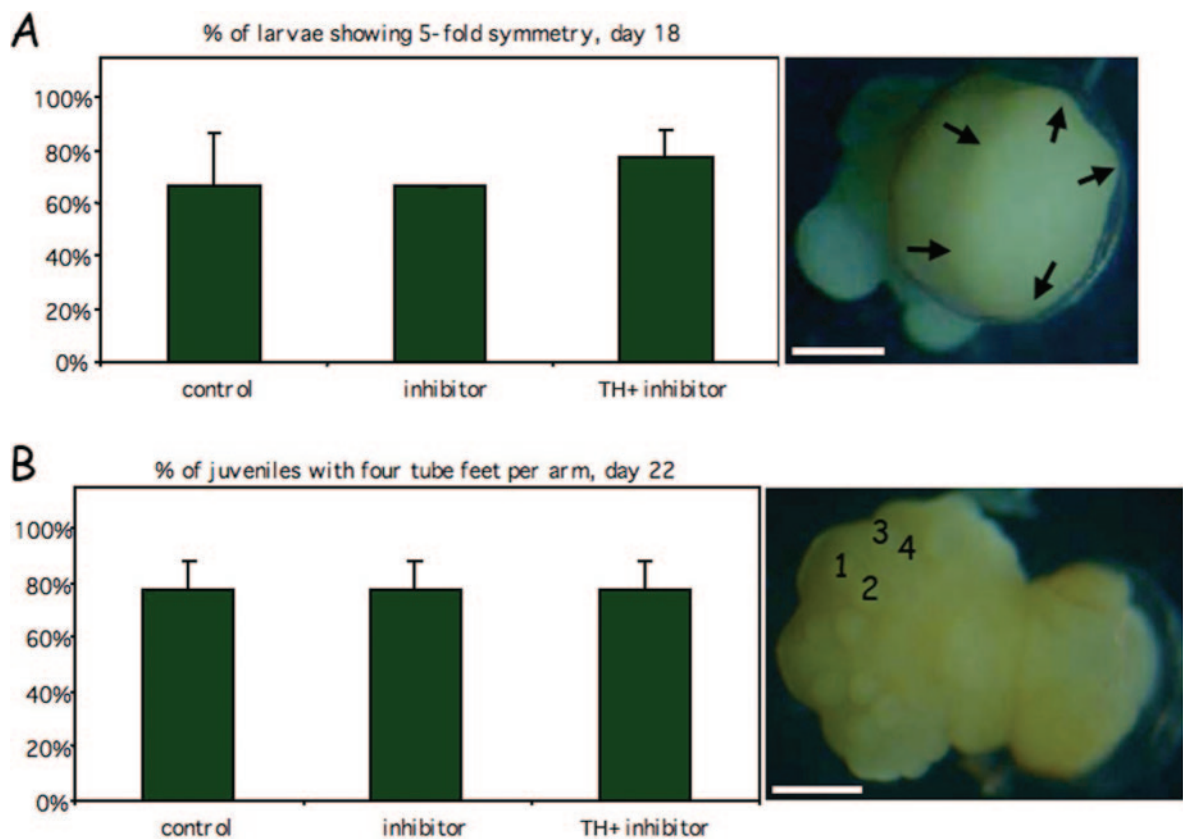 A
% of larvae showing 5-fold symmetry, day 18
100%
80%
60%
40%
20%
0%
control inhibitor TH+ inhibitor
B
% of juveniles with four tube feet per arm, day 22
100%
80%
60%
40%
20%
0%
control inhibitor TH+ inhibitor
3
4
1
2